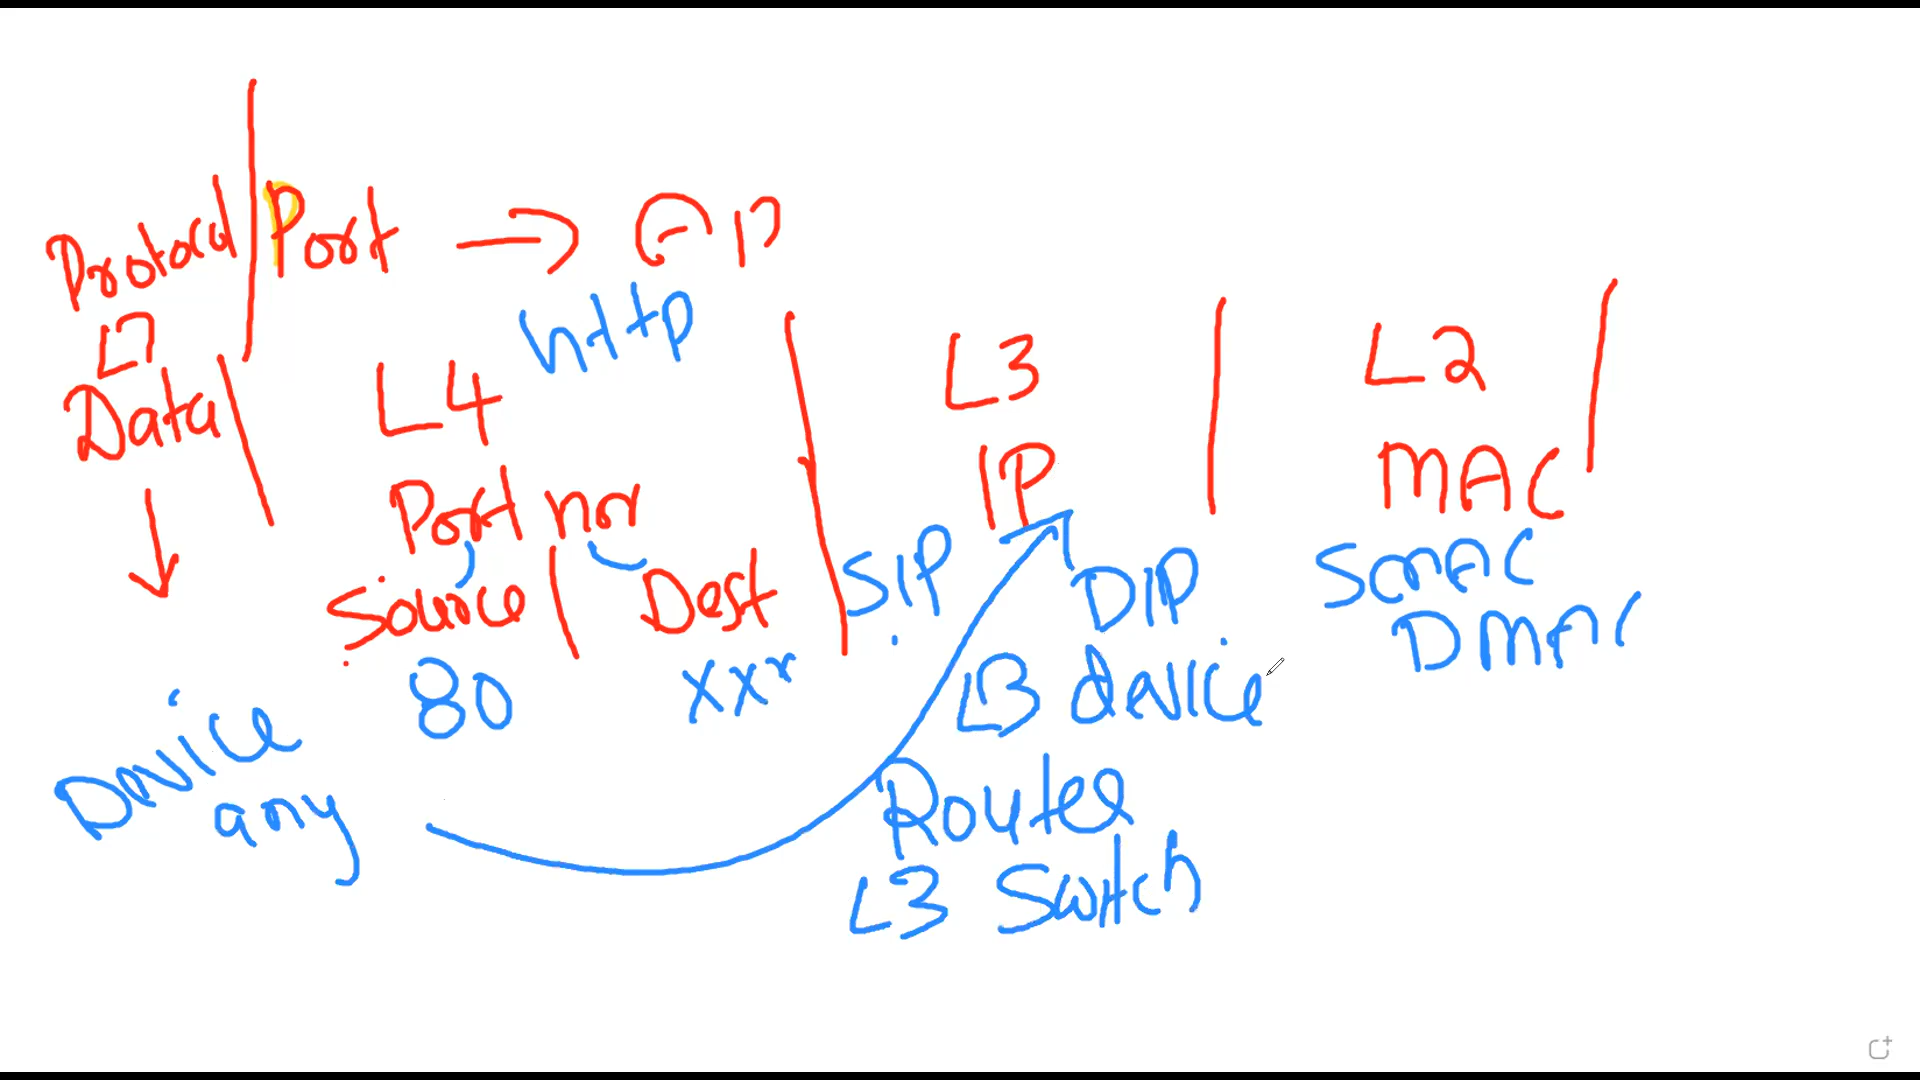 Protocol | Port →
L7
http
Data
L4
L3
L2
Port nor
IP
MAC
Source | Dest
SIP
DIP
SMAC
DMAC
80
xxx
L3 device
Device
any
Router
L3 Switch